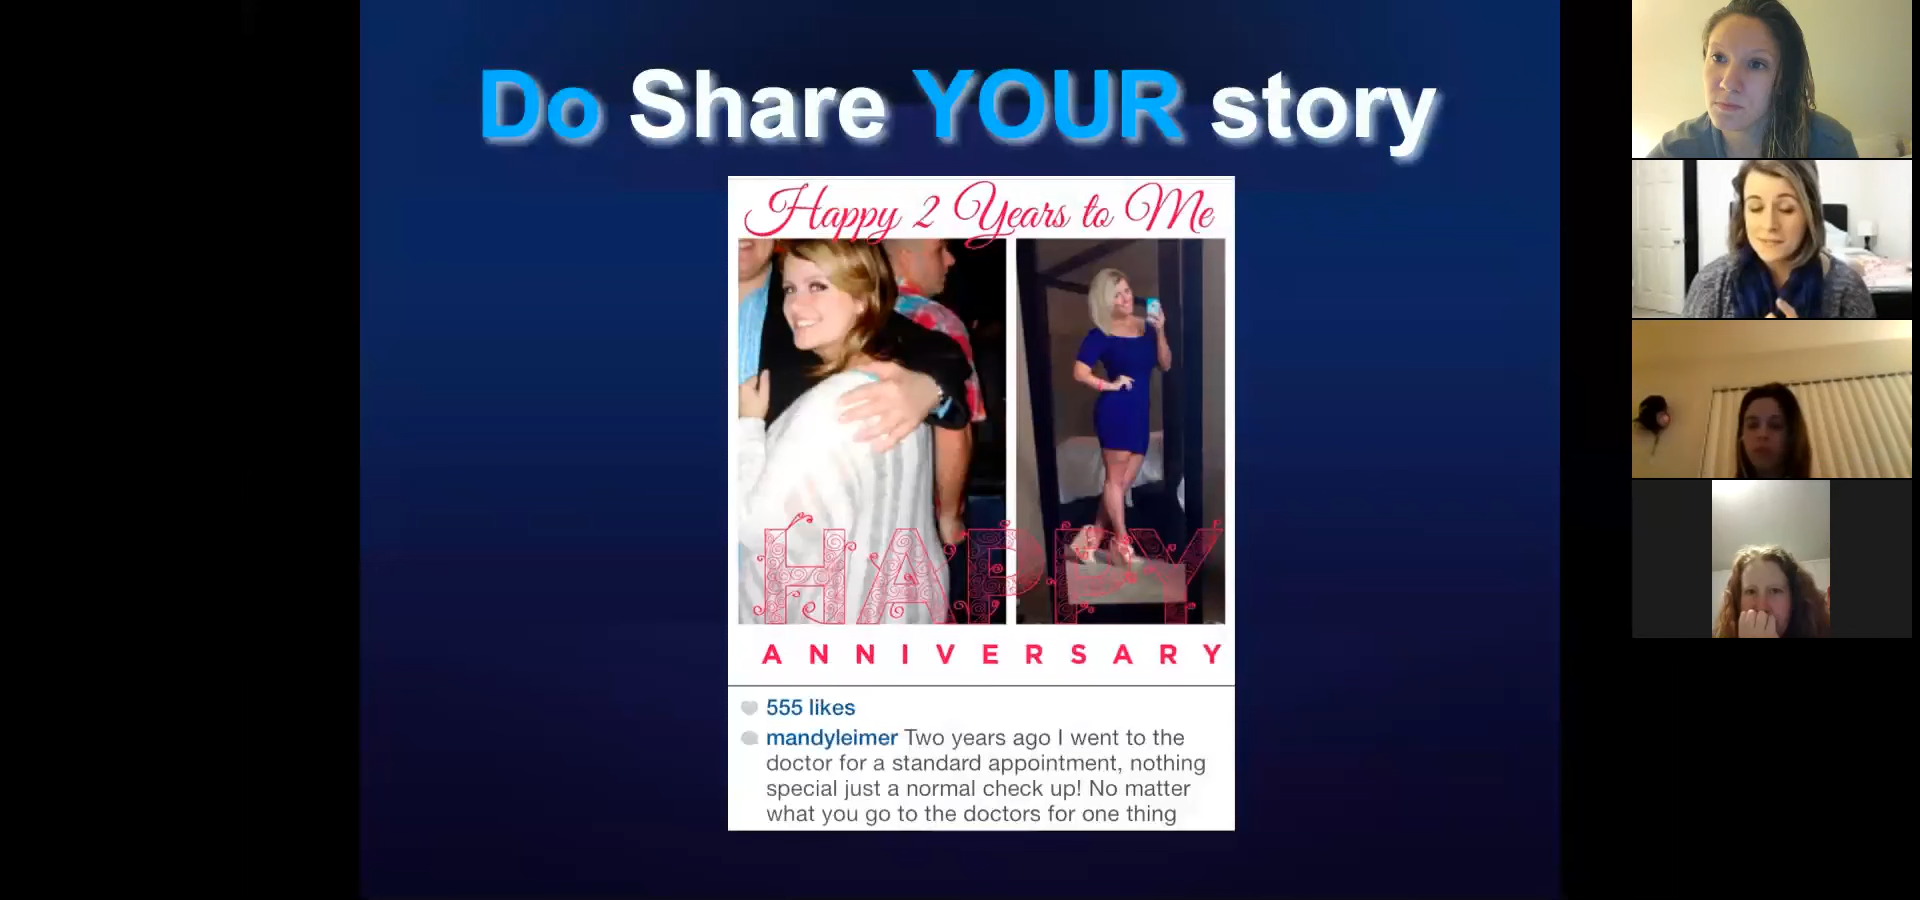 Do Share YOUR story
Happy 2 Years to Me
HAPPY
ANNIVERSARY
555 likes
mandyleimer Two years ago I went to the
doctor for a standard appointment, nothing
special just a normal check up! No matter
what you go to the doctors for one thing